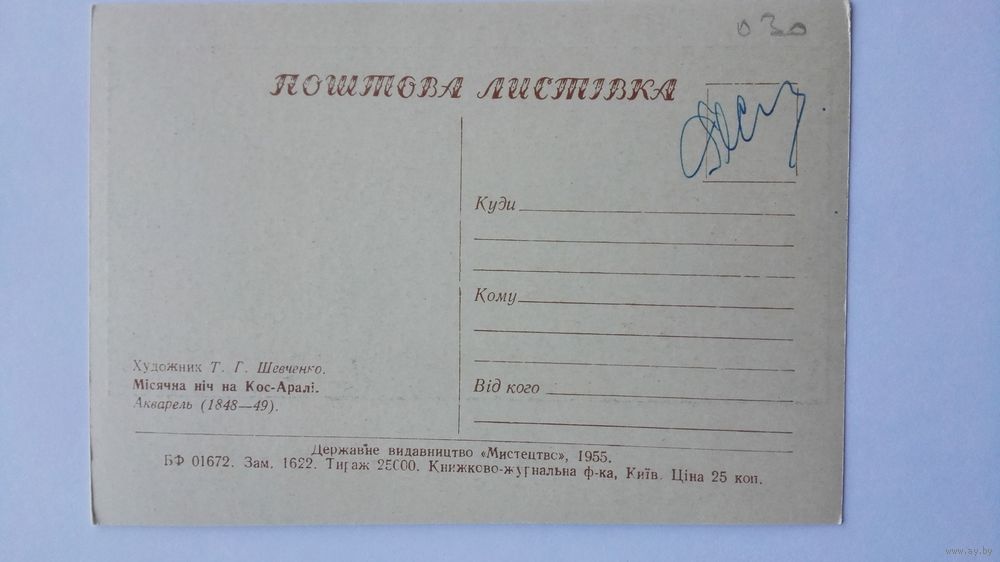 030
ПОШТОВА ЛИСТІВКА
Куди
Кому
Від кого
Художник Т. Г. Шевченко.
Місячна ніч на Кос-Аралі.
Акварель (1848—49).
Державне видавництво «Мистецтво», 1955.
БФ 01672. Зам. 1622. Тираж 25000. Книжково-журнальна ф-ка, Київ. Ціна 25 коп.
www.ay.by